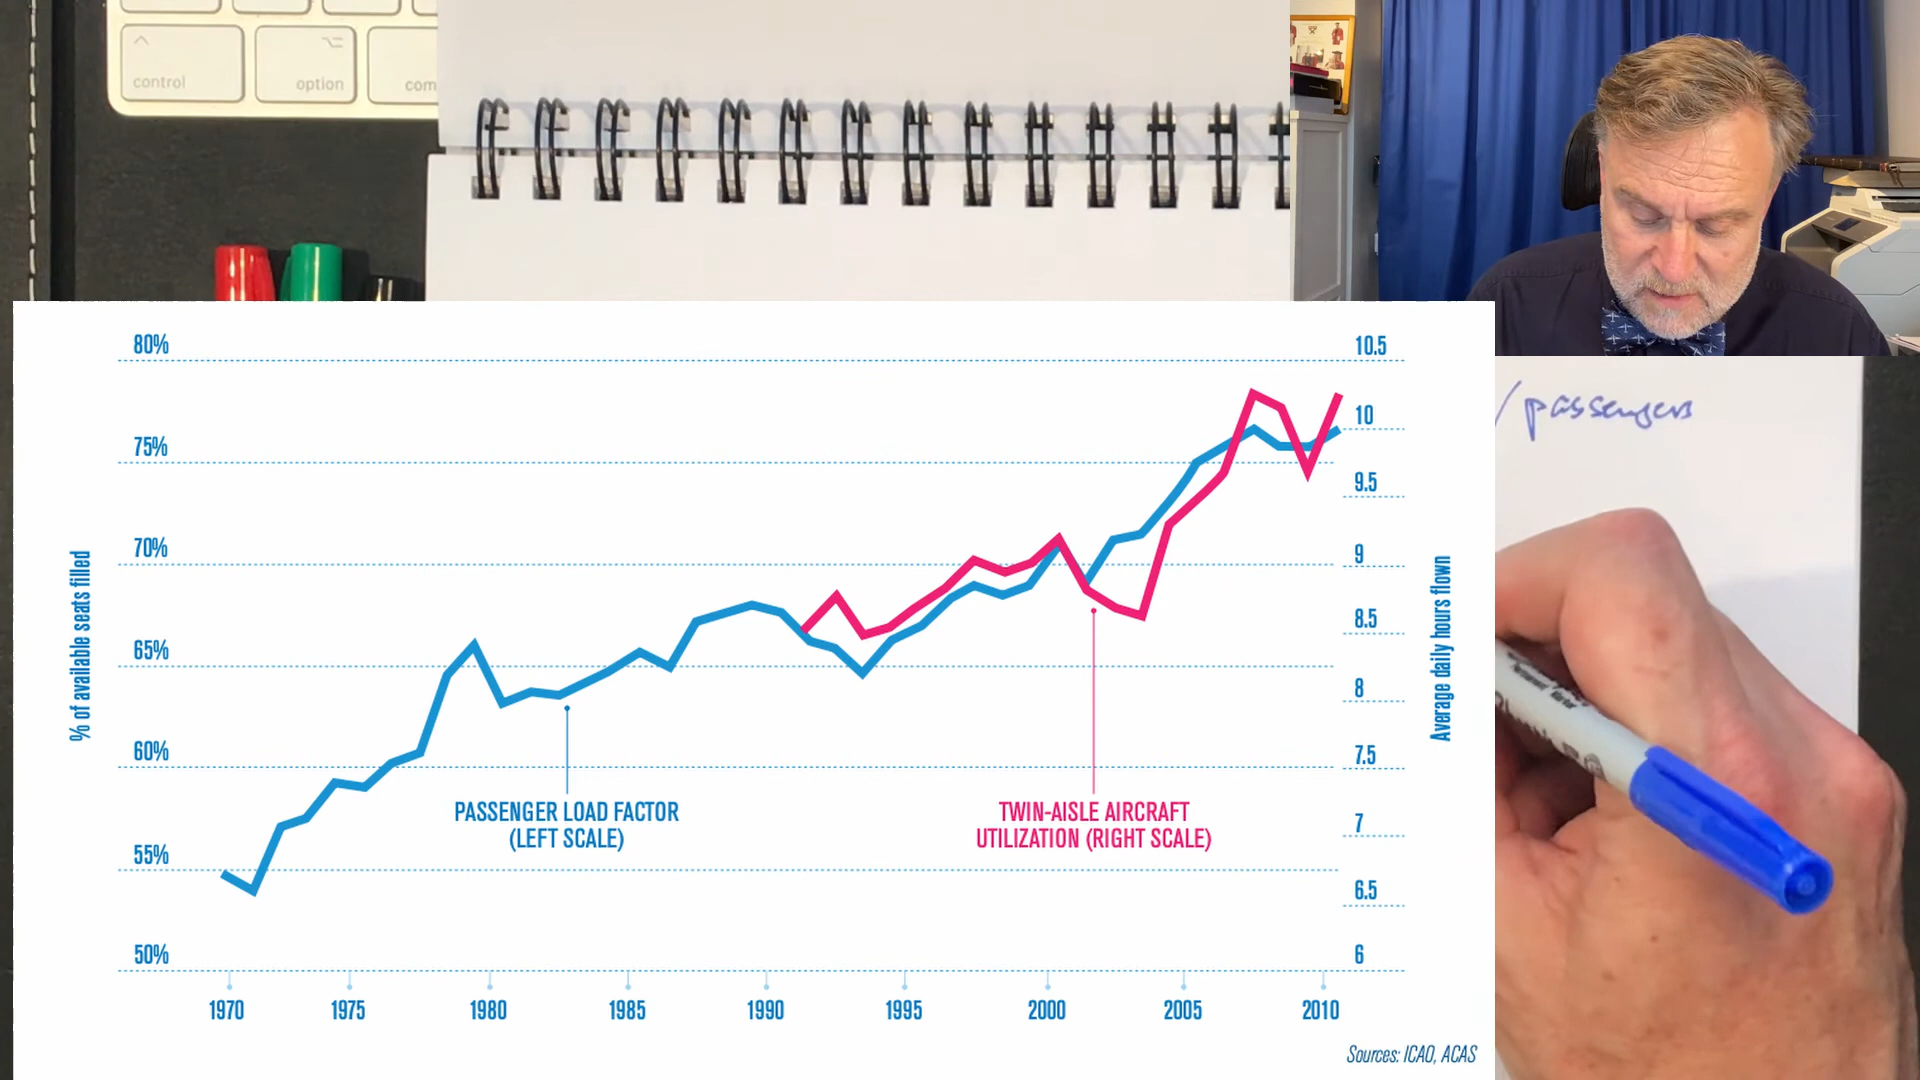 control
option
com
80%
75%
70%
65%
60%
55%
50%
% of available seats filled
10.5
10
9.5
9
8.5
8
7.5
7
6.5
6
Average daily hours flown
PASSENGER LOAD FACTOR
(LEFT SCALE)
TWIN-AISLE AIRCRAFT
UTILIZATION (RIGHT SCALE)
1970 1975 1980 1985 1990 1995 2000 2005 2010
Sources: ICAO, ACAS
/passengers